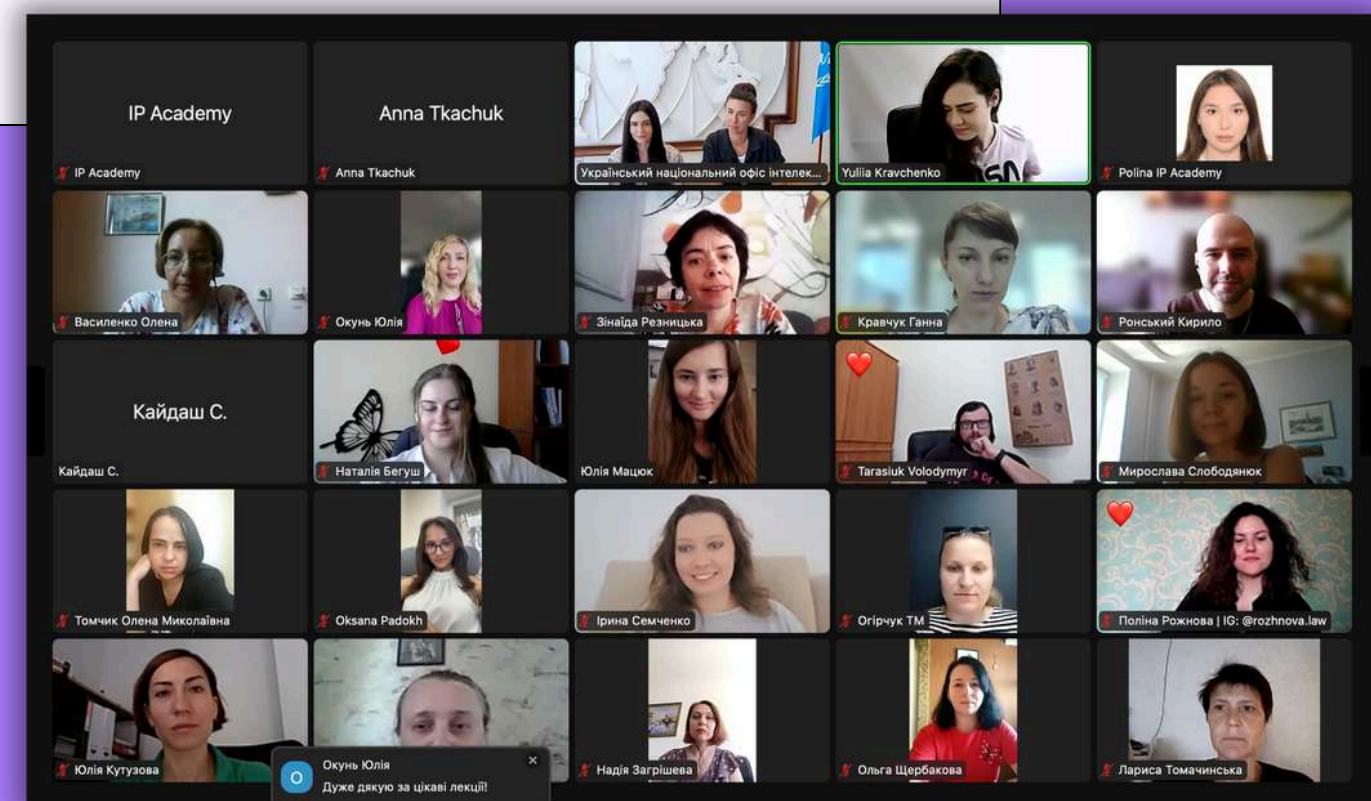 IP Academy
IP Academy
Anna Tkachuk
Anna Tkachuk
Український національний офіс інтелек...
Yuliia Kravchenko
Polina IP Academy
Василенко Олена
Окунь Юлія
Зінаїда Резницька
Кравчук Ганна
Ронський Кирило
Кайдаш С.
Кайдаш С.
Наталія Бегуш
Юлія Мацюк
Tarasiuk Volodymyr
Мирослава Слободянюк
Томчик Олена Миколаївна
Oksana Padokh
Ірина Семченко
Огірчук ТМ
Поліна Рожнова | IG: @rozhnova.law
Юлія Кутузова
О
Окунь Юлія
Дуже дякую за цікаві лекції!
Надія Загрішева
Ольга Щербакова
Лариса Томачинська